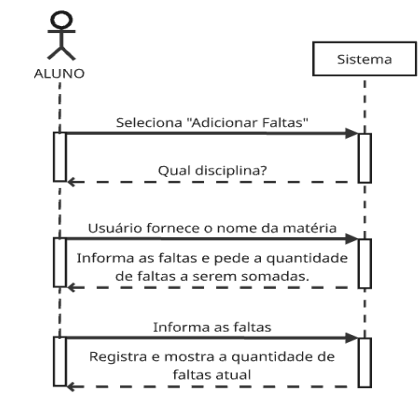 ALUNO
Sistema
Seleciona "Adicionar Faltas"
Qual disciplina?
Usuário fornece o nome da matéria
Informa as faltas e pede a quantidade
de faltas a serem somadas.
Informa as faltas
Registra e mostra a quantidade de
faltas atual